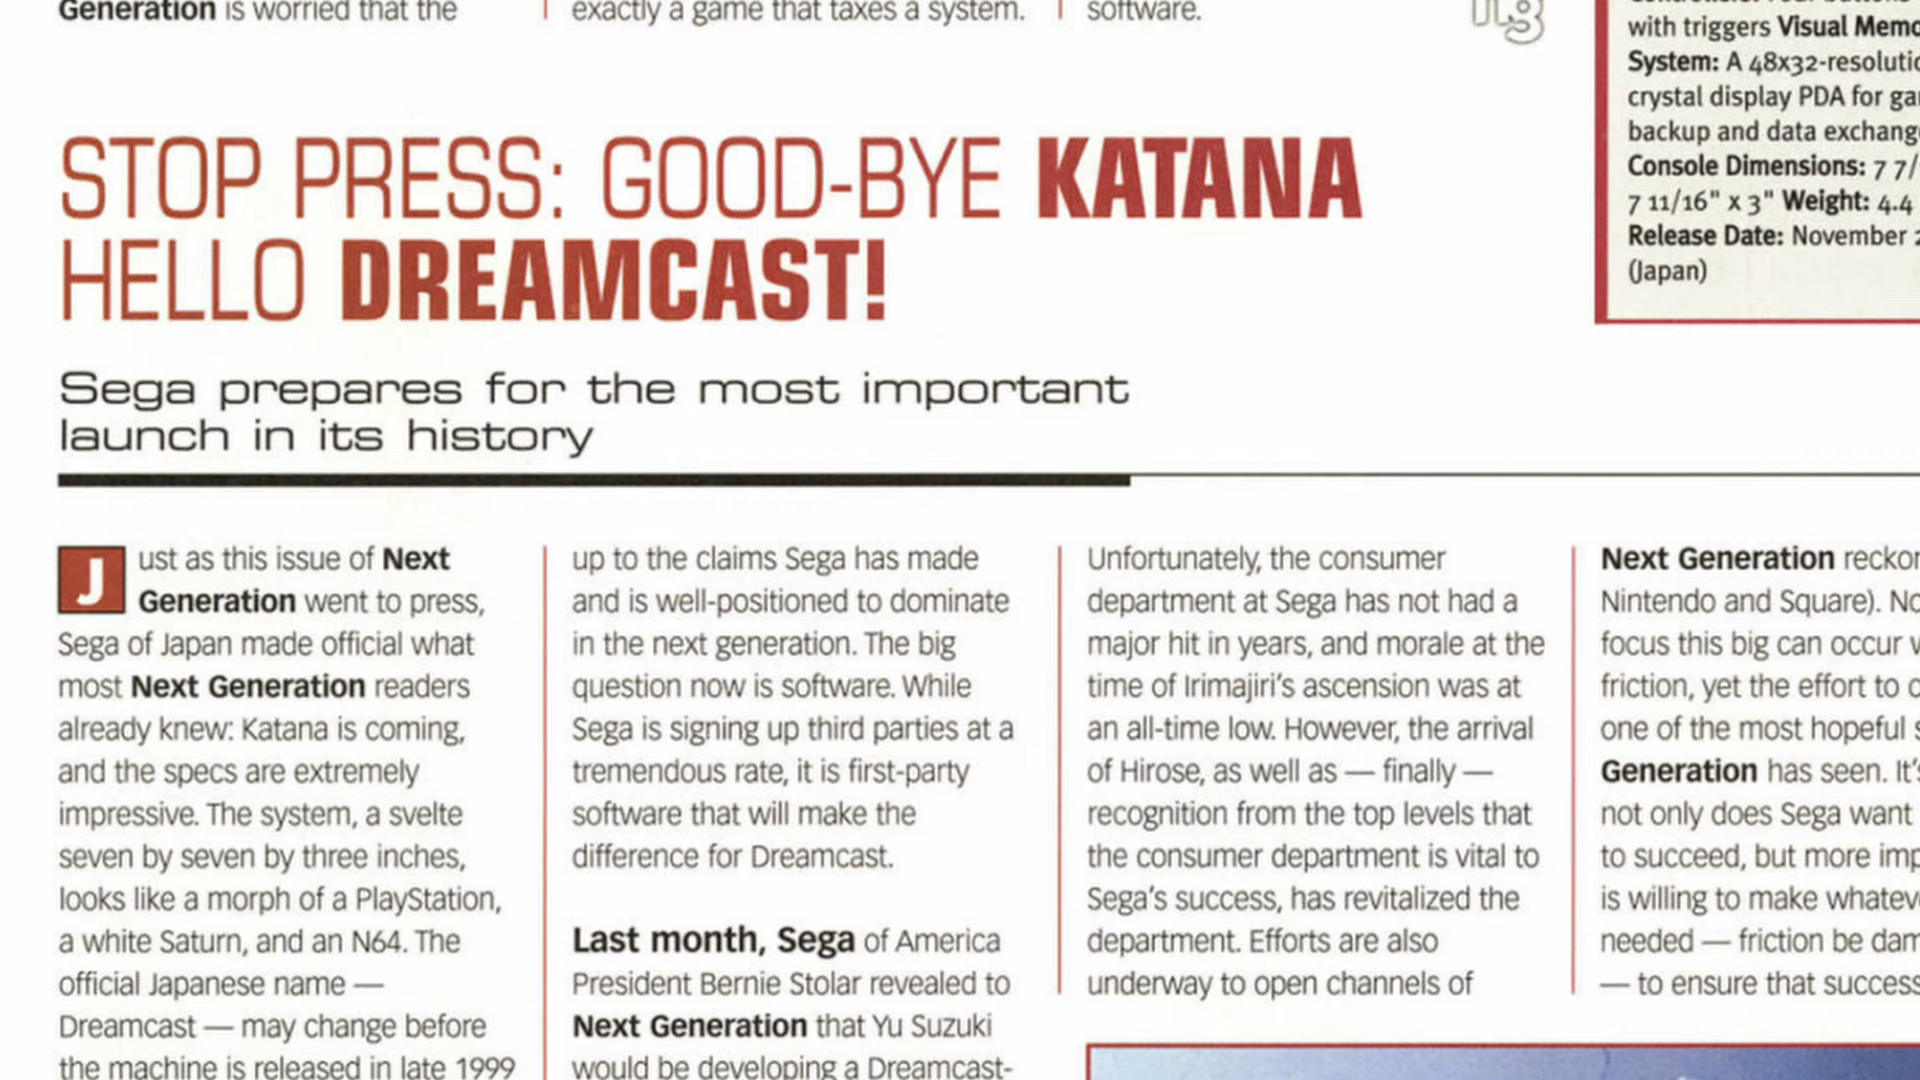 Generation is worried that the
exactly a game that taxes a system.
software.
ng
with triggers Visual
System: A 48x32-
crystal display PDA for
backup and data
Console Dimensions: 7 7/
7 11/16" x 3" Weight: 4.4
Release Date: November
(Japan)
STOP PRESS: GOOD-BYE KATANA
HELLO DREAMCAST!
Sega prepares for the most important
launch in its history
Just as this issue of Next
Generation went to press,
Sega of Japan made official what
most Next Generation readers
already knew: Katana is coming,
and the specs are extremely
impressive. The system, a svelte
seven by seven by three inches,
looks like a morph of a PlayStation,
a white Saturn, and an N64. The
official Japanese name —
Dreamcast — may change before
the machine is released in late 1999
up to the claims Sega has made
and is well-positioned to dominate
in the next generation. The big
question now is software. While
Sega is signing up third parties at a
tremendous rate, it is first-party
software that will make the
difference for Dreamcast.
Last month, Sega of America
President Bernie Stolar revealed to
Next Generation that Yu Suzuki
would be developing a Dreamcast-
Unfortunately, the consumer
department at Sega has not had a
major hit in years, and morale at the
time of Irimajiri's ascension was at
an all-time low. However, the arrival
of Hirose, as well as — finally —
recognition from the top levels that
the consumer department is vital to
Sega's success, has revitalized the
department. Efforts are also
underway to open channels of
Next Generation
Nintendo and Square).
focus this big can occur
friction, yet the effort to
one of the most hopeful
Generation has seen.
not only does Sega want
to succeed, but more
is willing to make
needed — friction be
— to ensure that success